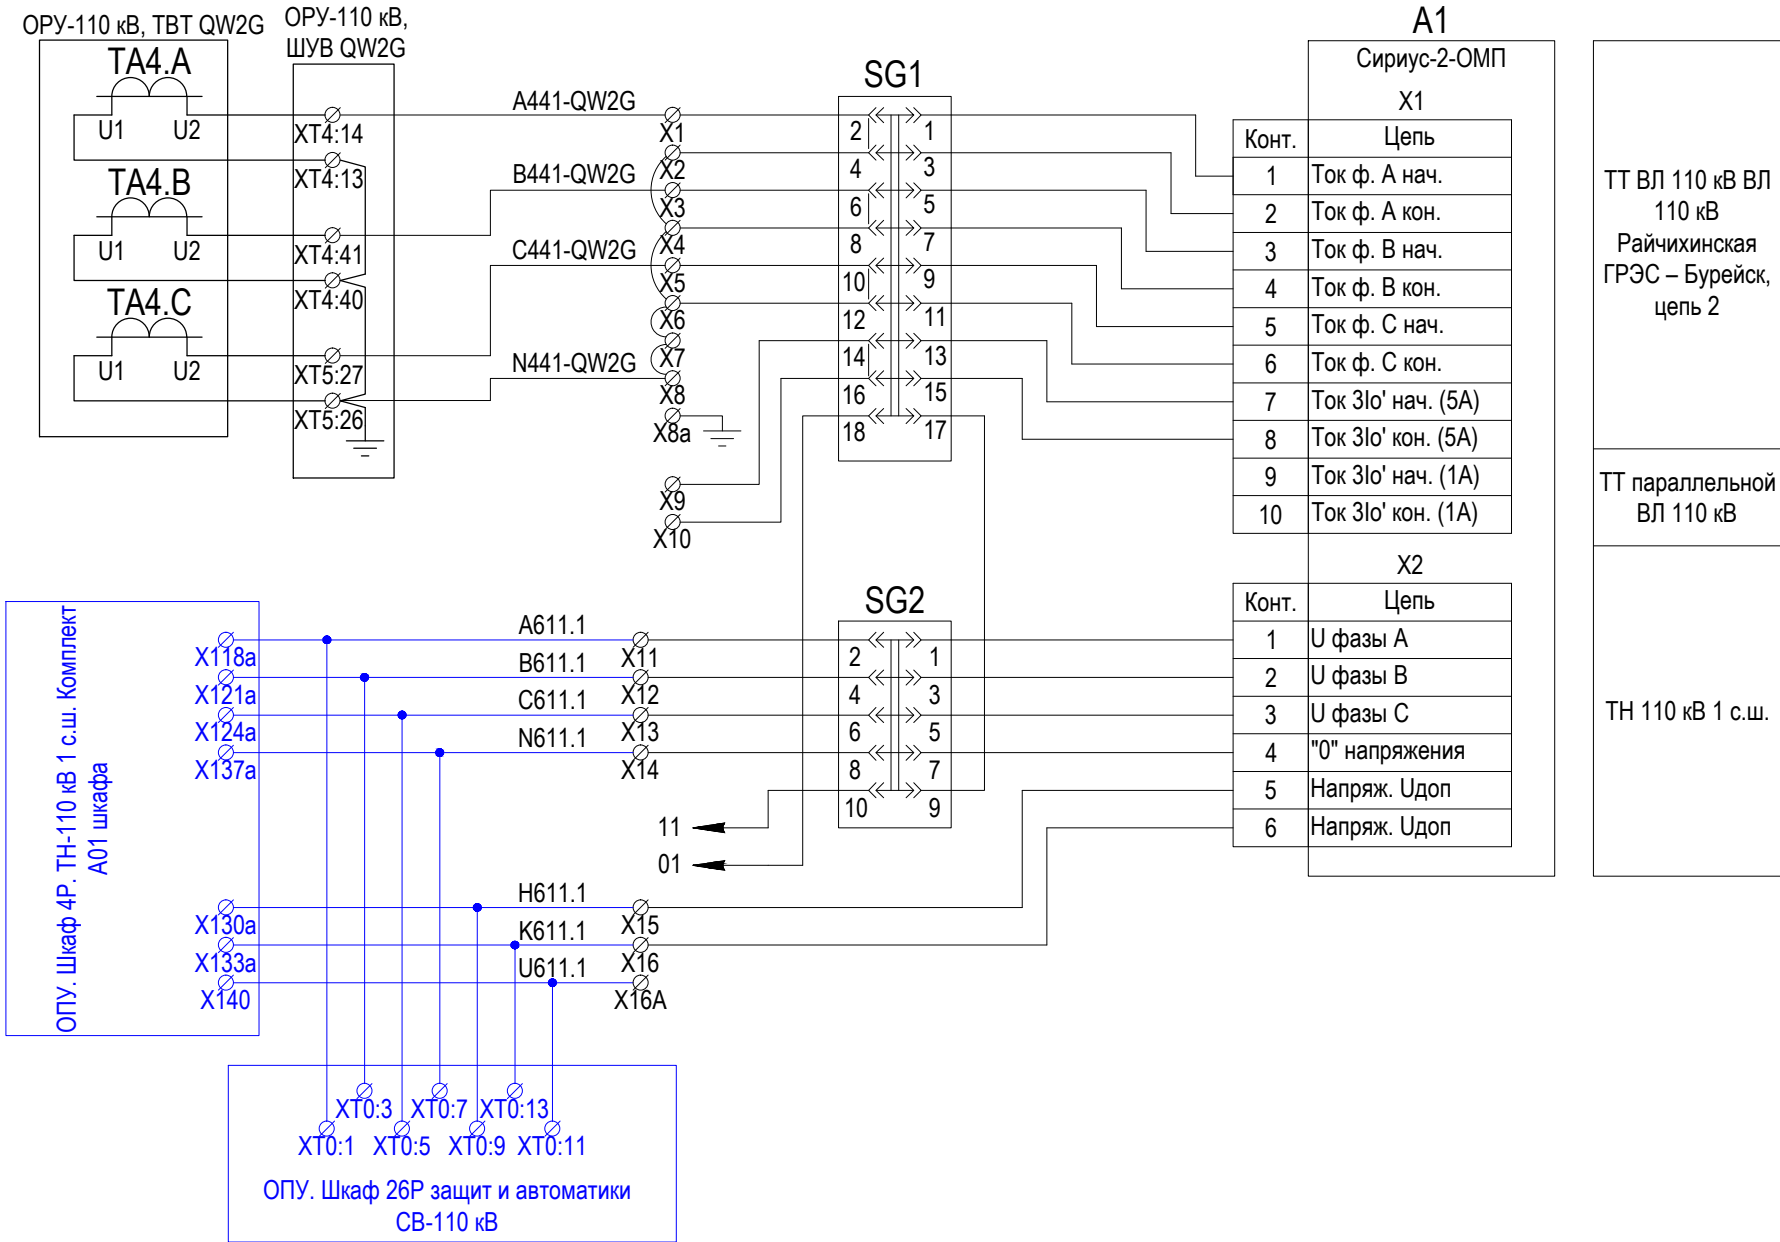 ОРУ-110 кВ, ТВТ QW2G
ОРУ-110 кВ,
ШУВ QW2G
TA4.A
U1
U2
TA4.B
U1
U2
TA4.C
U1
U2
XT4:14
XT4:13
XT4:41
XT4:40
XT5:27
XT5:26
A441-QW2G
B441-QW2G
C441-QW2G
N441-QW2G
X1
X2
X3
X4
X5
X6
X7
X8
X8a
X9
X10
SG1
2
1
4
3
6
5
8
7
10
9
12
11
14
13
16
15
18
17
A1
Сириус-2-ОМП
X1
Конт.
Цепь
1
Ток ф. А нач.
2
Ток ф. А кон.
3
Ток ф. В нач.
4
Ток ф. В кон.
5
Ток ф. С нач.
6
Ток ф. С кон.
7
Ток 3Io' нач. (5А)
8
Ток 3Io' кон. (5А)
9
Ток 3Io' нач. (1А)
10
Ток 3Io' кон. (1А)
X2
Конт.
Цепь
1
U фазы А
2
U фазы В
3
U фазы С
4
"0" напряжения
5
Напряж. Uдоп
6
Напряж. Uдоп
ТТ ВЛ 110 кВ ВЛ
110 кВ
Райчихинская
ГРЭС – Бурейск,
цепь 2
ТТ параллельной
ВЛ 110 кВ
ТН 110 кВ 1 с.ш.
ОПУ. Шкаф 4Р. ТН-110 кВ 1 с.ш. Комплект
А01 шкафа
X118a
X121a
X124a
X137a
X130a
X133a
X140
A611.1
B611.1
C611.1
N611.1
H611.1
K611.1
U611.1
X11
X12
X13
X14
X15
X16
X16A
SG2
2
1
4
3
6
5
8
7
10
9
11
01
XT0:3
XT0:7
XT0:13
XT0:1
XT0:5
XT0:9
XT0:11
ОПУ. Шкаф 26Р защит и автоматики
СВ-110 кВ